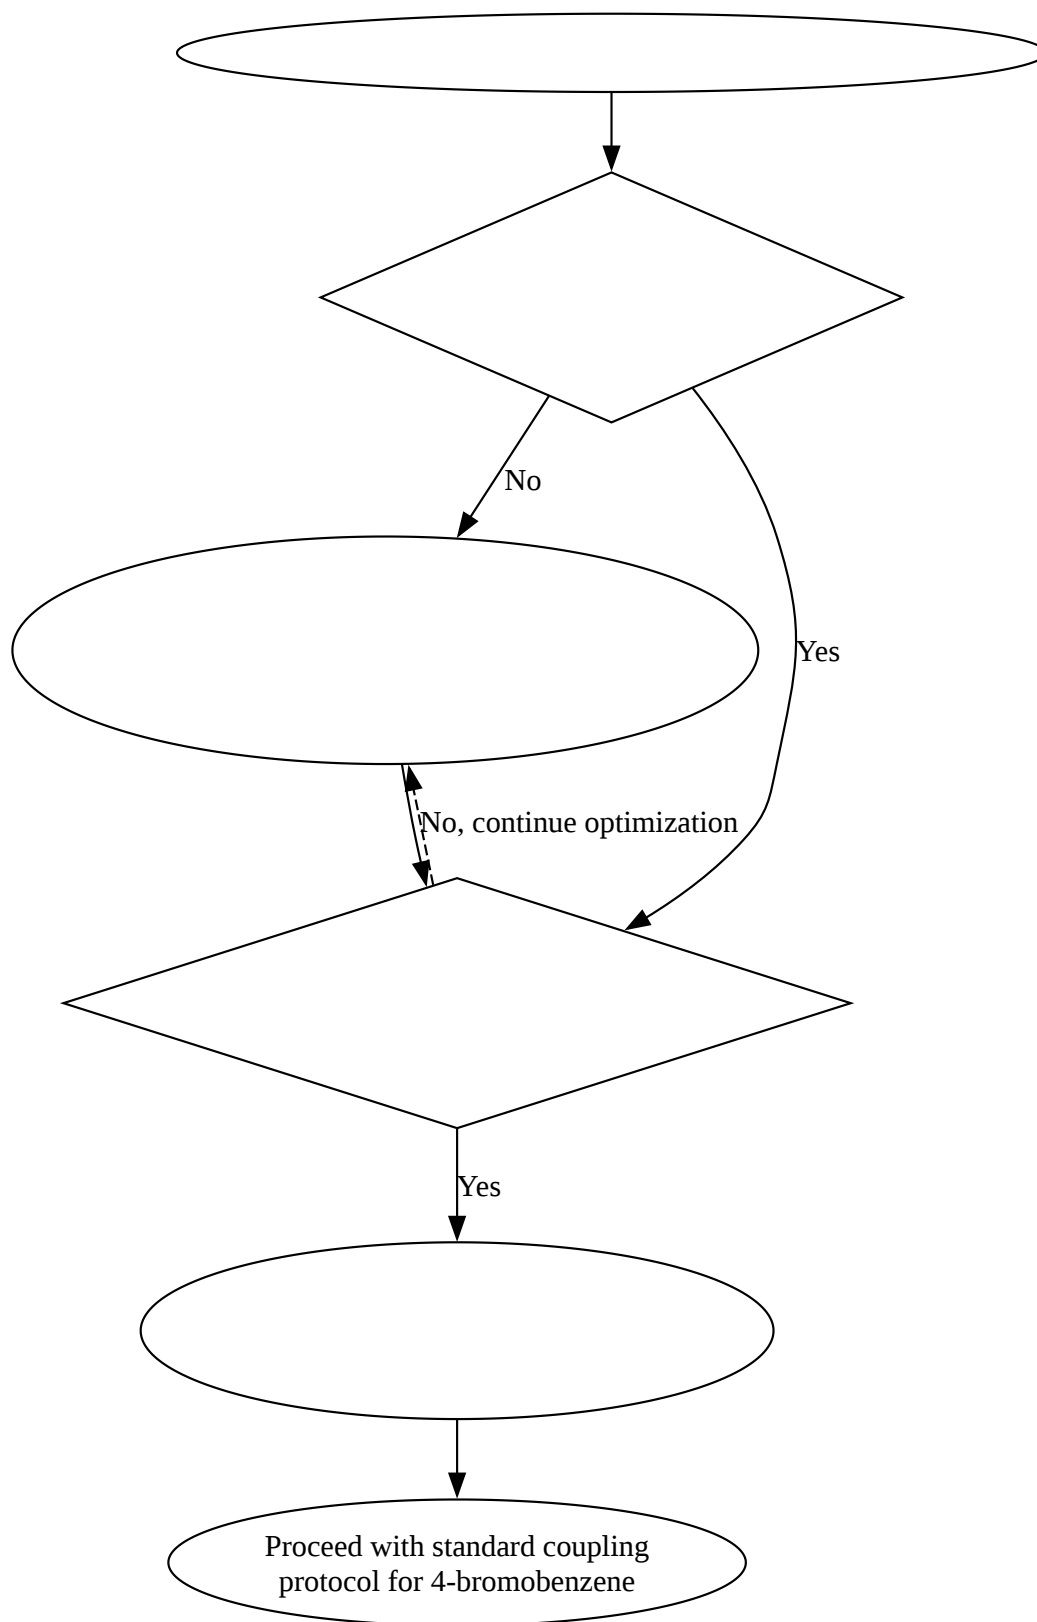 No
Yes
No, continue optimization
Yes
Proceed with standard coupling
protocol for 4-bromobenzene